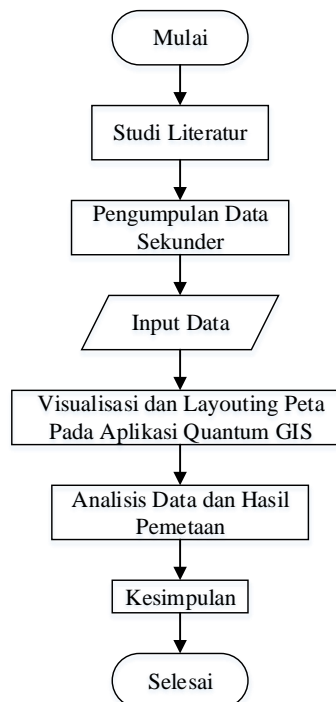 Mulai
Studi Literatur
Pengumpulan Data
Sekunder
Input Data
Visualisasi dan Layouting Peta
Pada Aplikasi Quantum GIS
Analisis Data dan Hasil
Pemetaan
Kesimpulan
Selesai